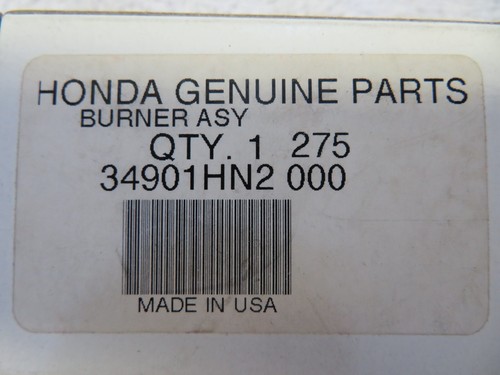 HONDA GENUINE PARTS
BURNER ASY
QTY. 1 275
34901HN2 000
MADE IN USA